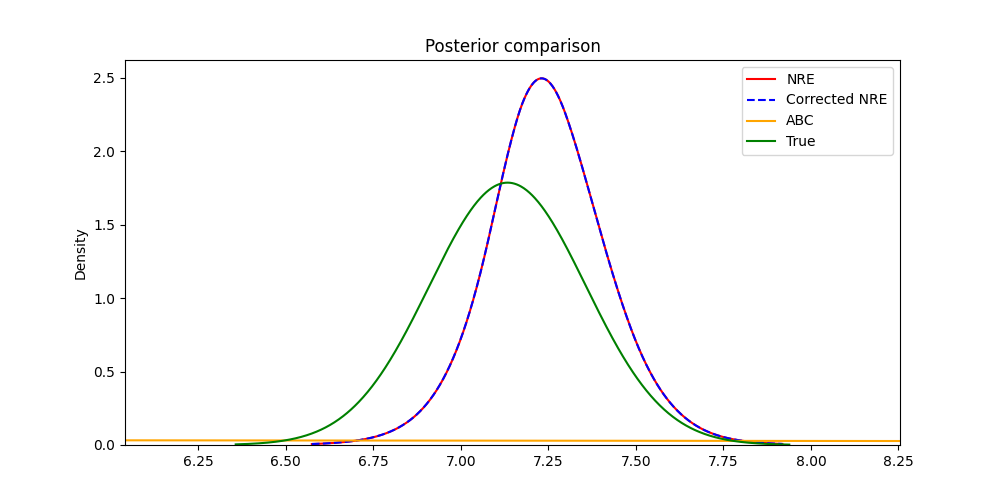 Posterior comparison
NRE
Corrected NRE
ABC
True
Density
2.5
2.0
1.5
1.0
0.5
0.0
6.25 6.50 6.75 7.00 7.25 7.50 7.75 8.00 8.25